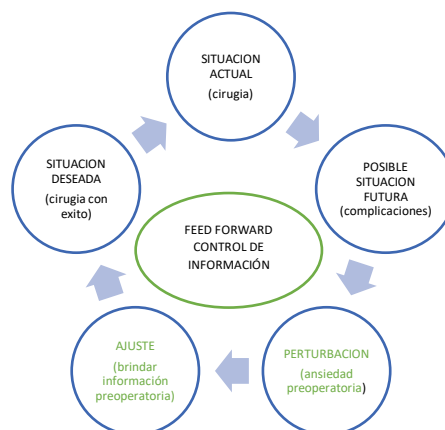 SITUACION
ACTUAL
(cirugia)
POSIBLE
SITUACION
FUTURA
(complicaciones)
PERTURBACION
(ansiedad
preoperatoria)
AJUSTE
(brindar
información
preoperatoria)
SITUACION
DESEADA
(cirugia con
exito)
FEED FORWARD
CONTROL DE
INFORMACIÓN